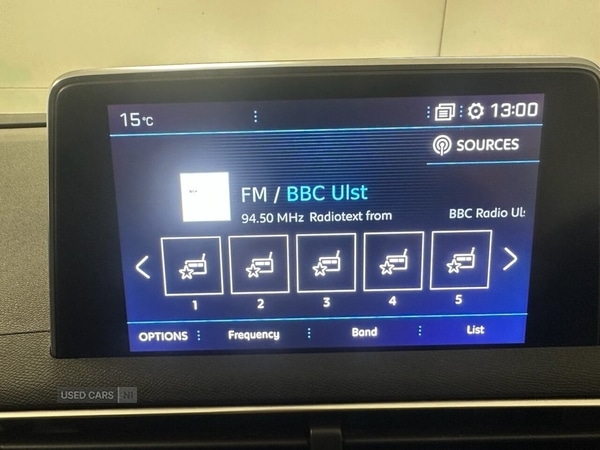 15°C 13:00
SOURCES
FM / BBC Ulst
94.50 MHz Radiotext from BBC Radio Ul
1 2 3 4 5
OPTIONS Frequency Band List
USED CARS NI